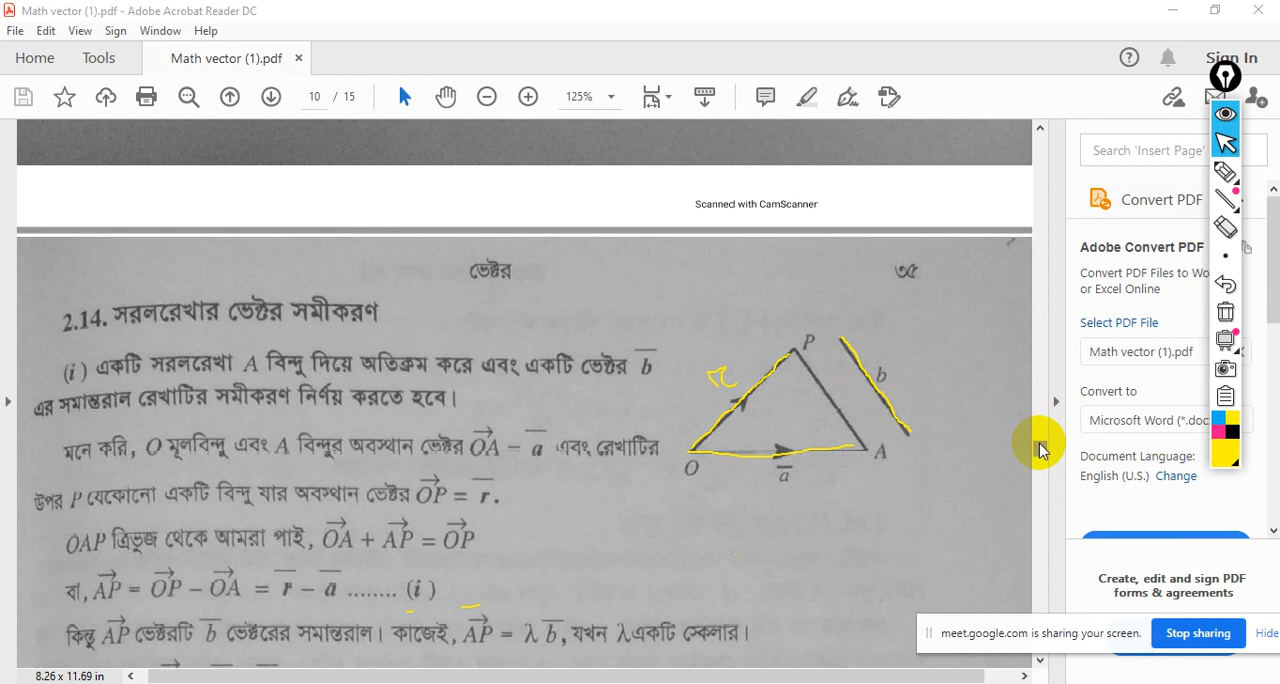 Math vector (1).pdf - Adobe Acrobat Reader DC
File Edit View Sign Window Help
Home Tools Math vector (1).pdf × Sign In
10 / 15 125%
Scanned with CamScanner
ভেক্টর ৩৫
2.14. সরলরেখার ভেক্টর সমীকরণ
(i) একটি সরলরেখা A বিন্দু দিয়ে অতিক্রম করে এবং একটি ভেক্টর b̅
এর সমান্তরাল রেখাটির সমীকরণ নির্ণয় করতে হবে।
মনে করি, O মূলবিন্দু এবং A বিন্দুর অবস্থান ভেক্টর OA⃗ – a̅ এবং রেখাটির
উপর P যেকোনো একটি বিন্দু যার অবস্থান ভেক্টর OP⃗ = r̅.
OAP ত্রিভুজ থেকে আমরা পাই, OA⃗ + AP⃗ = OP⃗
বা, AP⃗ = OP⃗ – OA⃗ = r̅ – a̅ ........ (i)
কিন্তু AP⃗ ভেক্টরটি b̅ ভেক্টরের সমান্তরাল। কাজেই, AP⃗ = λ b̅, যখন λ একটি স্কেলার।
P
b
r
O
a̅
A
8.26 x 11.69 in
Search 'Insert Page'
Convert PDF
Adobe Convert PDF
Convert PDF Files to Wo
or Excel Online
Select PDF File
Math vector (1).pdf
Convert to
Microsoft Word (*.doc
Document Language:
English (U.S.) Change
Create, edit and sign PDF
forms & agreements
meet.google.com is sharing your screen. Stop sharing Hide